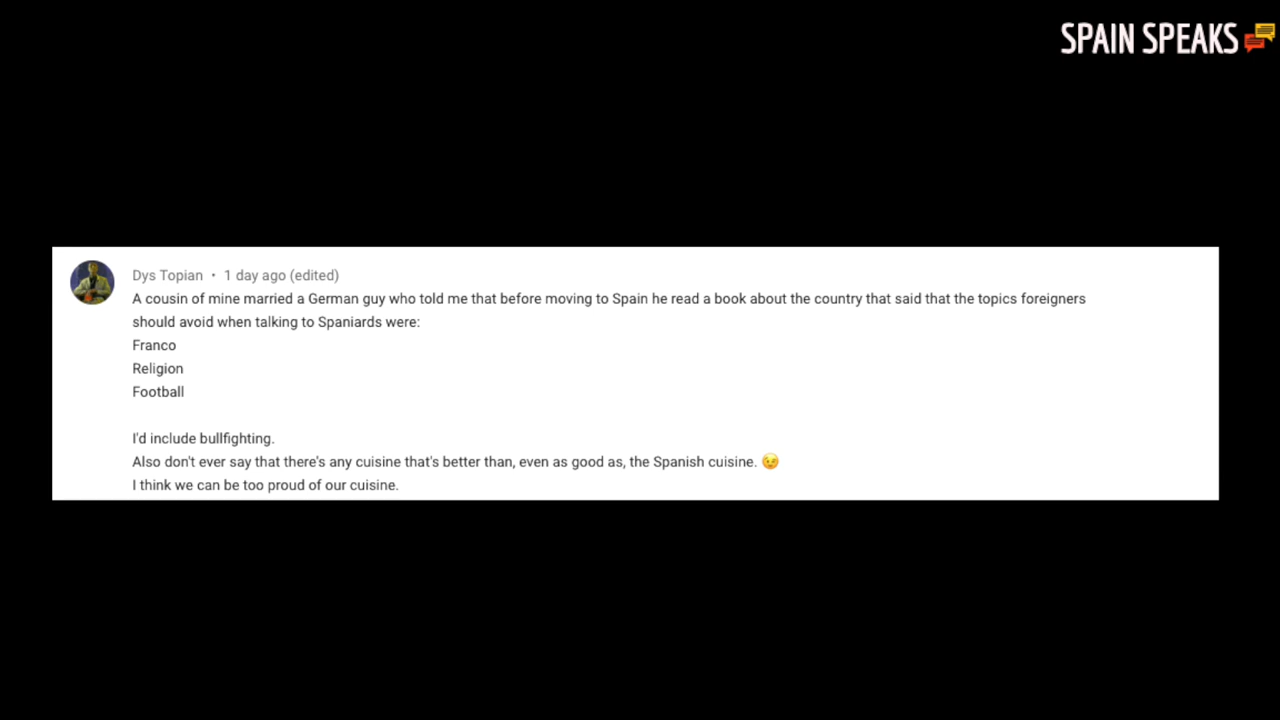 SPAIN SPEAKS
Dys Topian • 1 day ago (edited)
A cousin of mine married a German guy who told me that before moving to Spain he read a book about the country that said that the topics foreigners
should avoid when talking to Spaniards were:
Franco
Religion
Football
I'd include bullfighting.
Also don't ever say that there's any cuisine that's better than, even as good as, the Spanish cuisine. 😉
I think we can be too proud of our cuisine.